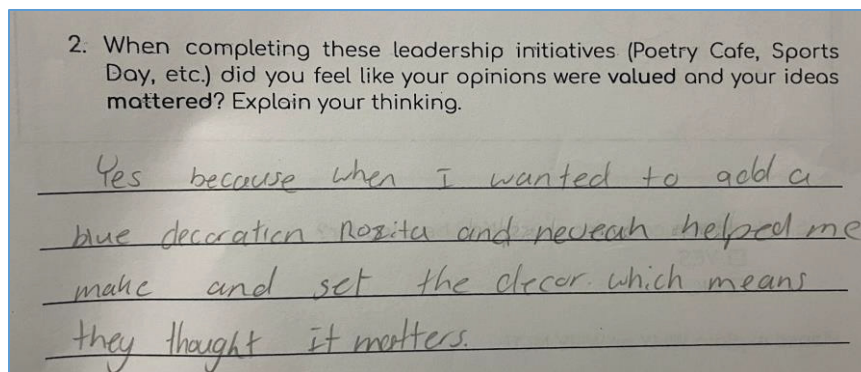 2. When completing these leadership initiatives (Poetry Cafe, Sports
Day, etc.) did you feel like your opinions were valued and your ideas
mattered? Explain your thinking.
Yes because when I wanted to add a
blue decoration Rozita and neveah helped me
make and set the decor. which means
they thought it matters.